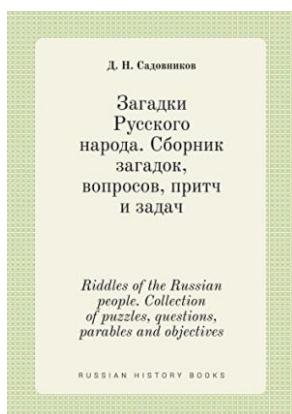 Д. Н. Садовников
Загадки
Русского
народа. Сборник
загадок,
вопросов, притч
и задач
Riddles of the Russian
people. Collection
of puzzles, questions,
parables and objectives
RUSSIAN HISTORY BOOKS